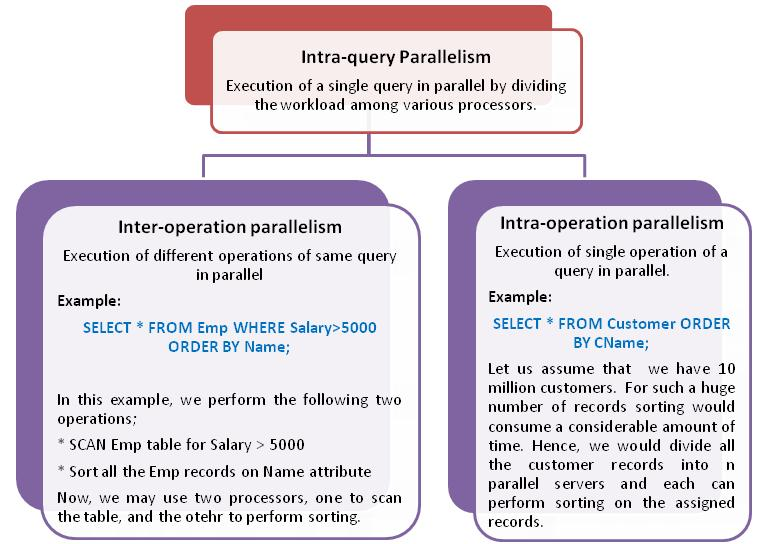 Intra-query Parallelism
Execution of a single query in parallel by dividing
the workload among various processors.
Inter-operation parallelism
Execution of different operations of same query
in parallel
Example:
SELECT * FROM Emp WHERE Salary>5000
ORDER BY Name;
In this example, we perform the following two
operations;
* SCAN Emp table for Salary > 5000
* Sort all the Emp records on Name attribute
Now, we may use two processors, one to scan
the table, and the otehr to perform sorting.
Intra-operation parallelism
Execution of single operation of a
query in parallel.
Example:
SELECT * FROM Customer ORDER
BY CName;
Let us assume that we have 10
million customers. For such a huge
number of records sorting would
consume a considerable amount of
time. Hence, we would divide all
the customer records into n
parallel servers and each can
perform sorting on the assigned
records.